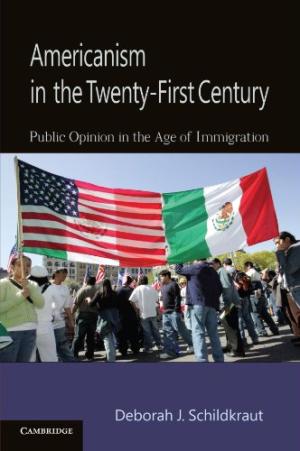 Americanism
in the Twenty-First Century
Public Opinion in the Age of Immigration
Deborah J. Schildkraut
CAMBRIDGE